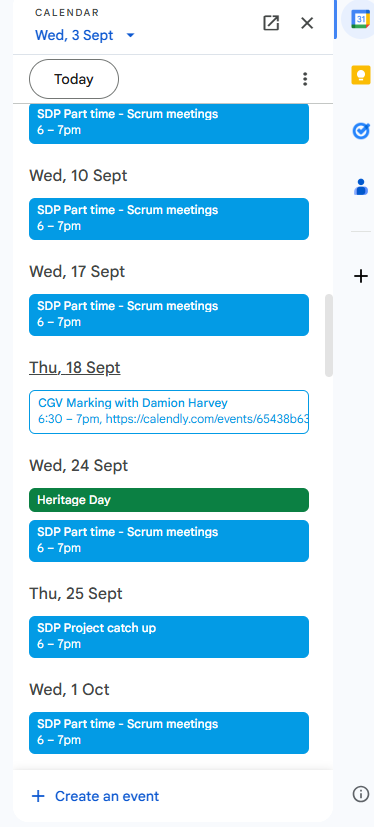 CALENDAR
Wed, 3 Sept
31
Today
SDP Part time - Scrum meetings
6 – 7pm
Wed, 10 Sept
SDP Part time - Scrum meetings
6 – 7pm
Wed, 17 Sept
SDP Part time - Scrum meetings
6 – 7pm
Thu, 18 Sept
CGV Marking with Damion Harvey
6:30 – 7pm, https://calendly.com/events/65438b63
Wed, 24 Sept
Heritage Day
SDP Part time - Scrum meetings
6 – 7pm
Thu, 25 Sept
SDP Project catch up
6 – 7pm
Wed, 1 Oct
SDP Part time - Scrum meetings
6 – 7pm
+ Create an event